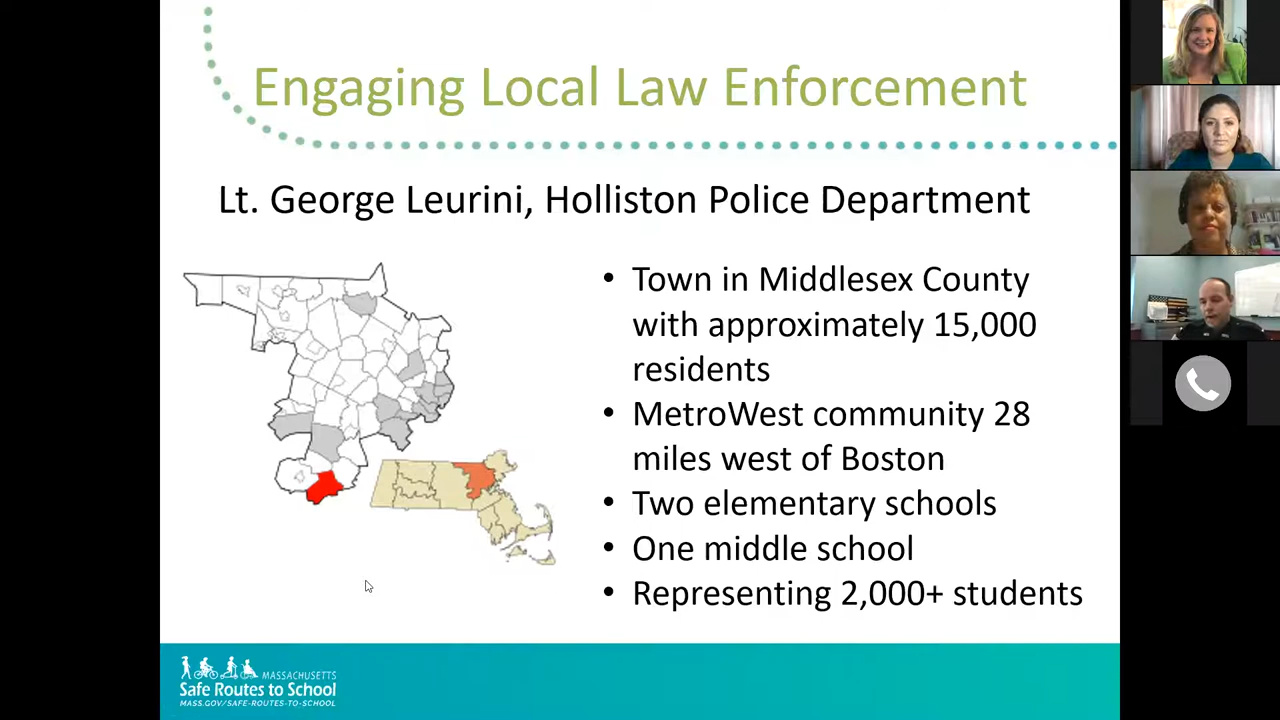 Engaging Local Law Enforcement
Lt. George Leurini, Holliston Police Department
• Town in Middlesex County
with approximately 15,000
residents
• MetroWest community 28
miles west of Boston
• Two elementary schools
• One middle school
• Representing 2,000+ students
MASSACHUSETTS
Safe Routes to School
MASS.GOV/SAFE-ROUTES-TO-SCHOOL